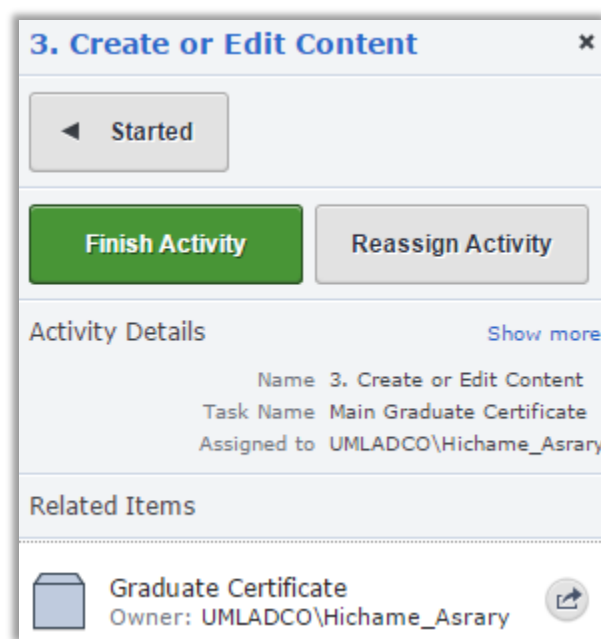 3. Create or Edit Content
Started
Finish Activity Reassign Activity
Activity Details Show more
Name 3. Create or Edit Content
Task Name Main Graduate Certificate
Assigned to UMLADCO\Hichame_Asrary
Related Items
Graduate Certificate
Owner: UMLADCO\Hichame_Asrary